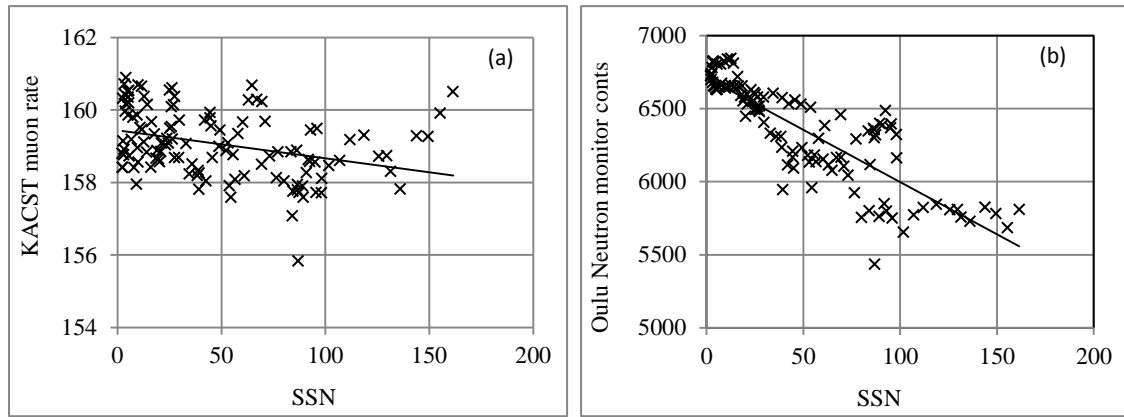 (a)
KACST muon rate
162
160
158
156
154
0 50 100 150 200
SSN
(b)
Oulu Neutron monitor conts
7000
6500
6000
5500
5000
0 50 100 150 200
SSN